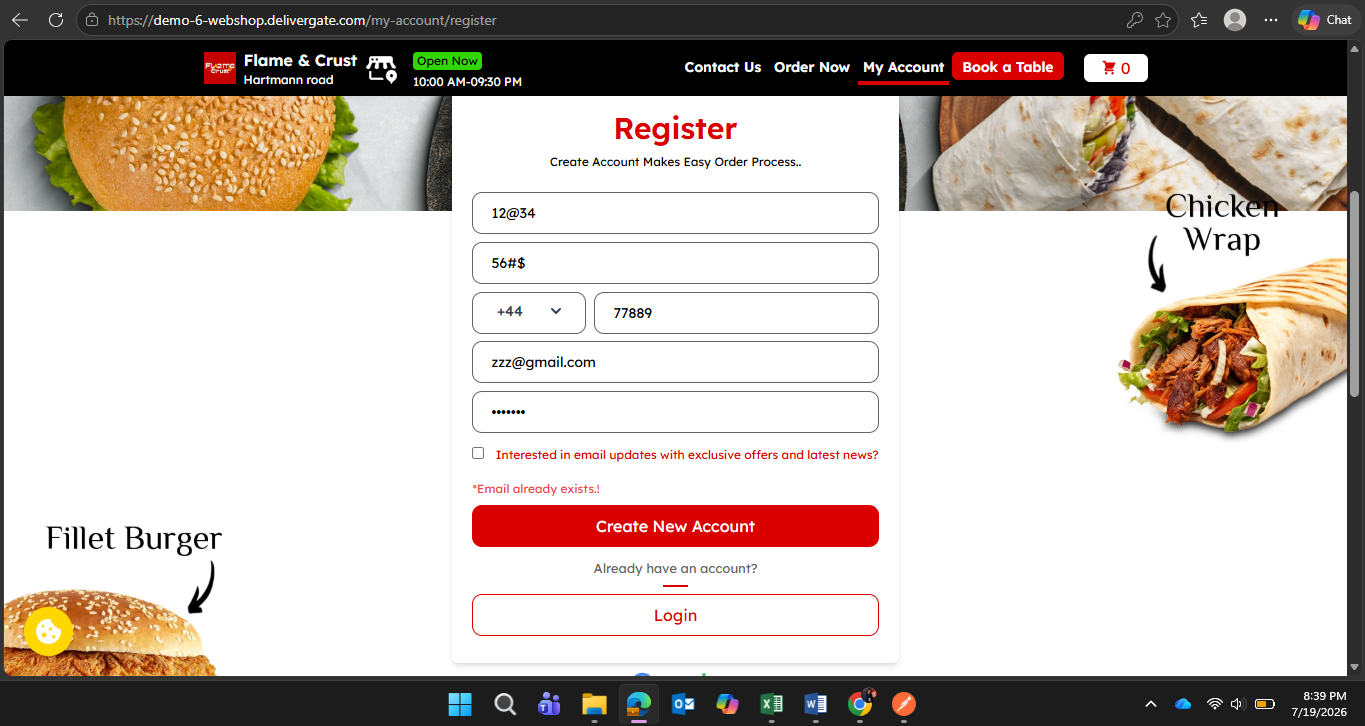 https://demo-6-webshop.delivergate.com/my-account/register
Chat
FLAME
CRUST
Flame & Crust
Hartmann road
Open Now
10:00 AM-09:30 PM
Contact Us
Order Now
My Account
Book a Table
0
Register
Create Account Makes Easy Order Process..
12@34
56#$
+44
77889
zzz@gmail.com
•••••••
Interested in email updates with exclusive offers and latest news?
*Email already exists.!
Create New Account
Already have an account?
Login
Chicken
Wrap
Fillet Burger
8:39 PM
7/19/2026